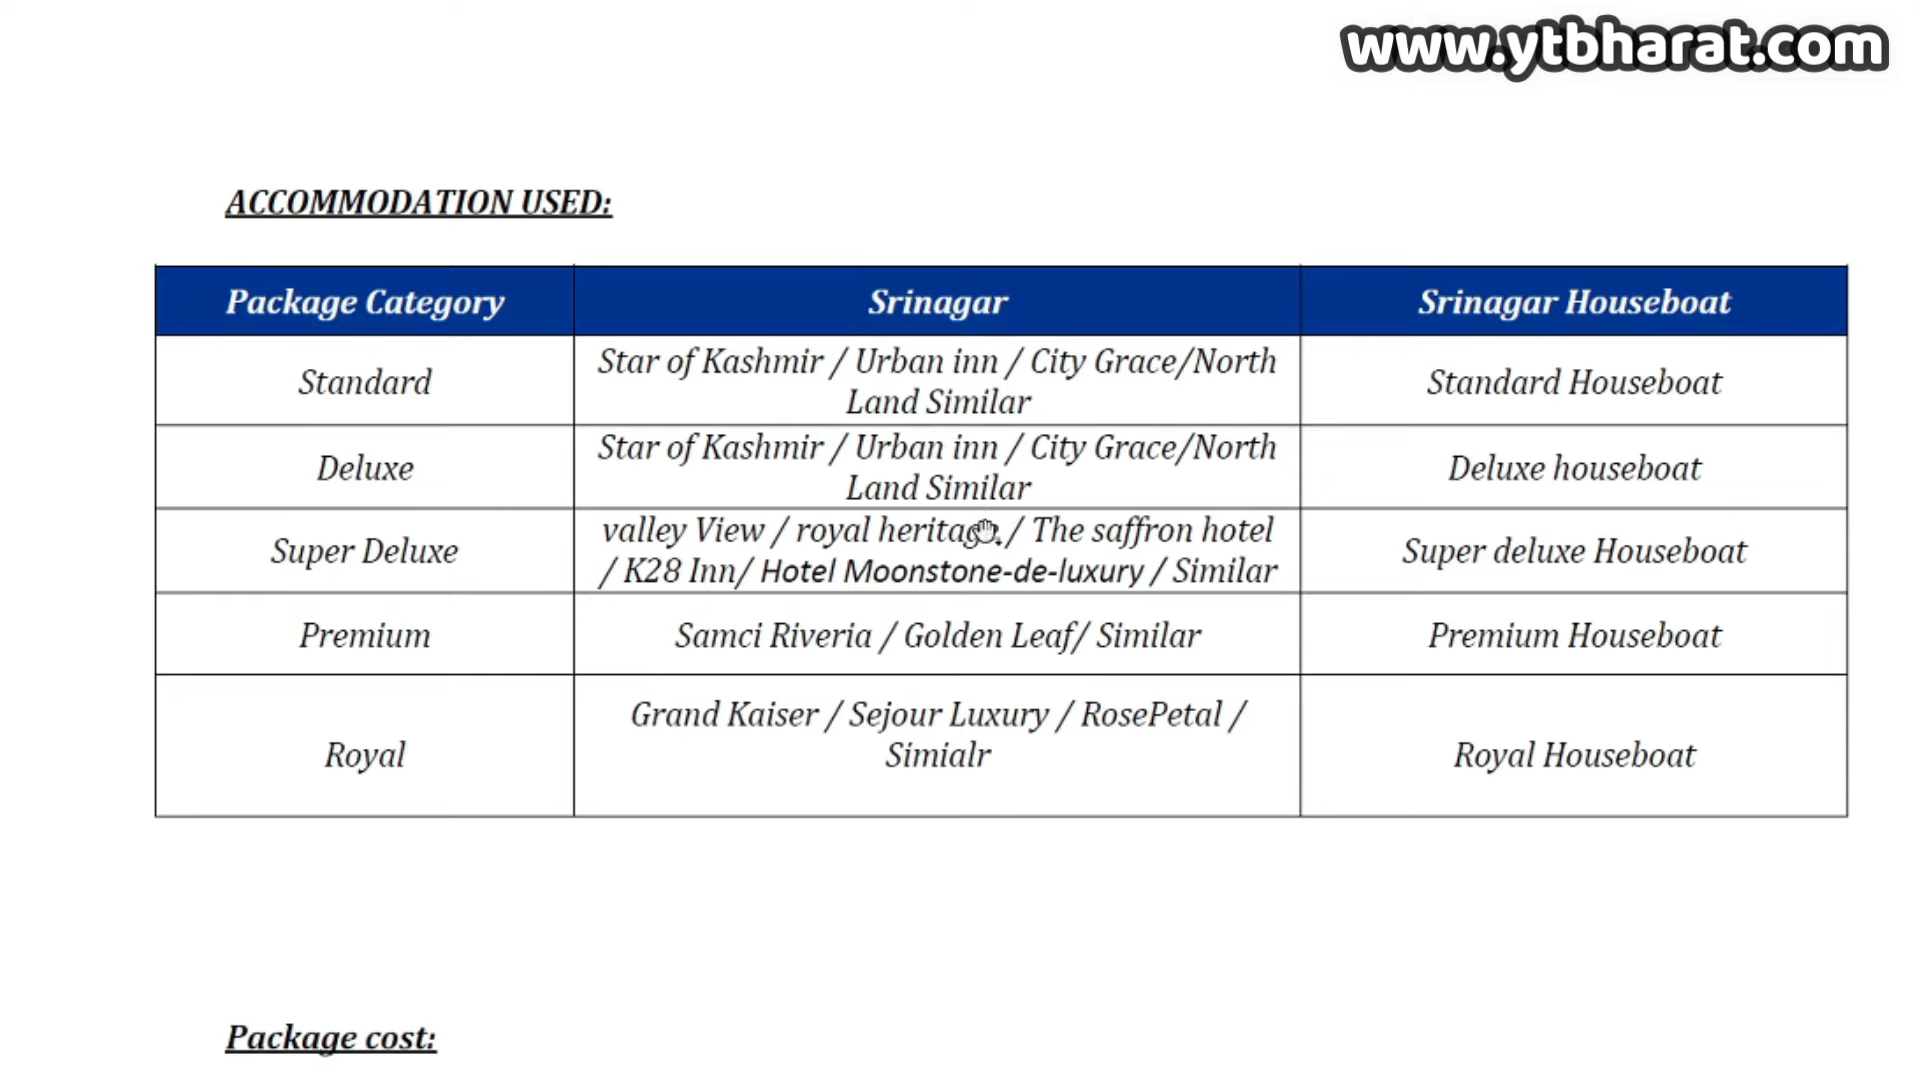 www.ytbharat.com
ACCOMMODATION USED:
Package Category
Srinagar
Srinagar Houseboat
Standard
Star of Kashmir / Urban inn / City Grace/North
Land Similar
Standard Houseboat
Deluxe
Star of Kashmir / Urban inn / City Grace/North
Land Similar
Deluxe houseboat
Super Deluxe
valley View / royal heritage / The saffron hotel
/ K28 Inn/ Hotel Moonstone-de-luxury / Similar
Super deluxe Houseboat
Premium
Samci Riveria / Golden Leaf/ Similar
Premium Houseboat
Royal
Grand Kaiser / Sejour Luxury / RosePetal /
Simialr
Royal Houseboat
Package cost: